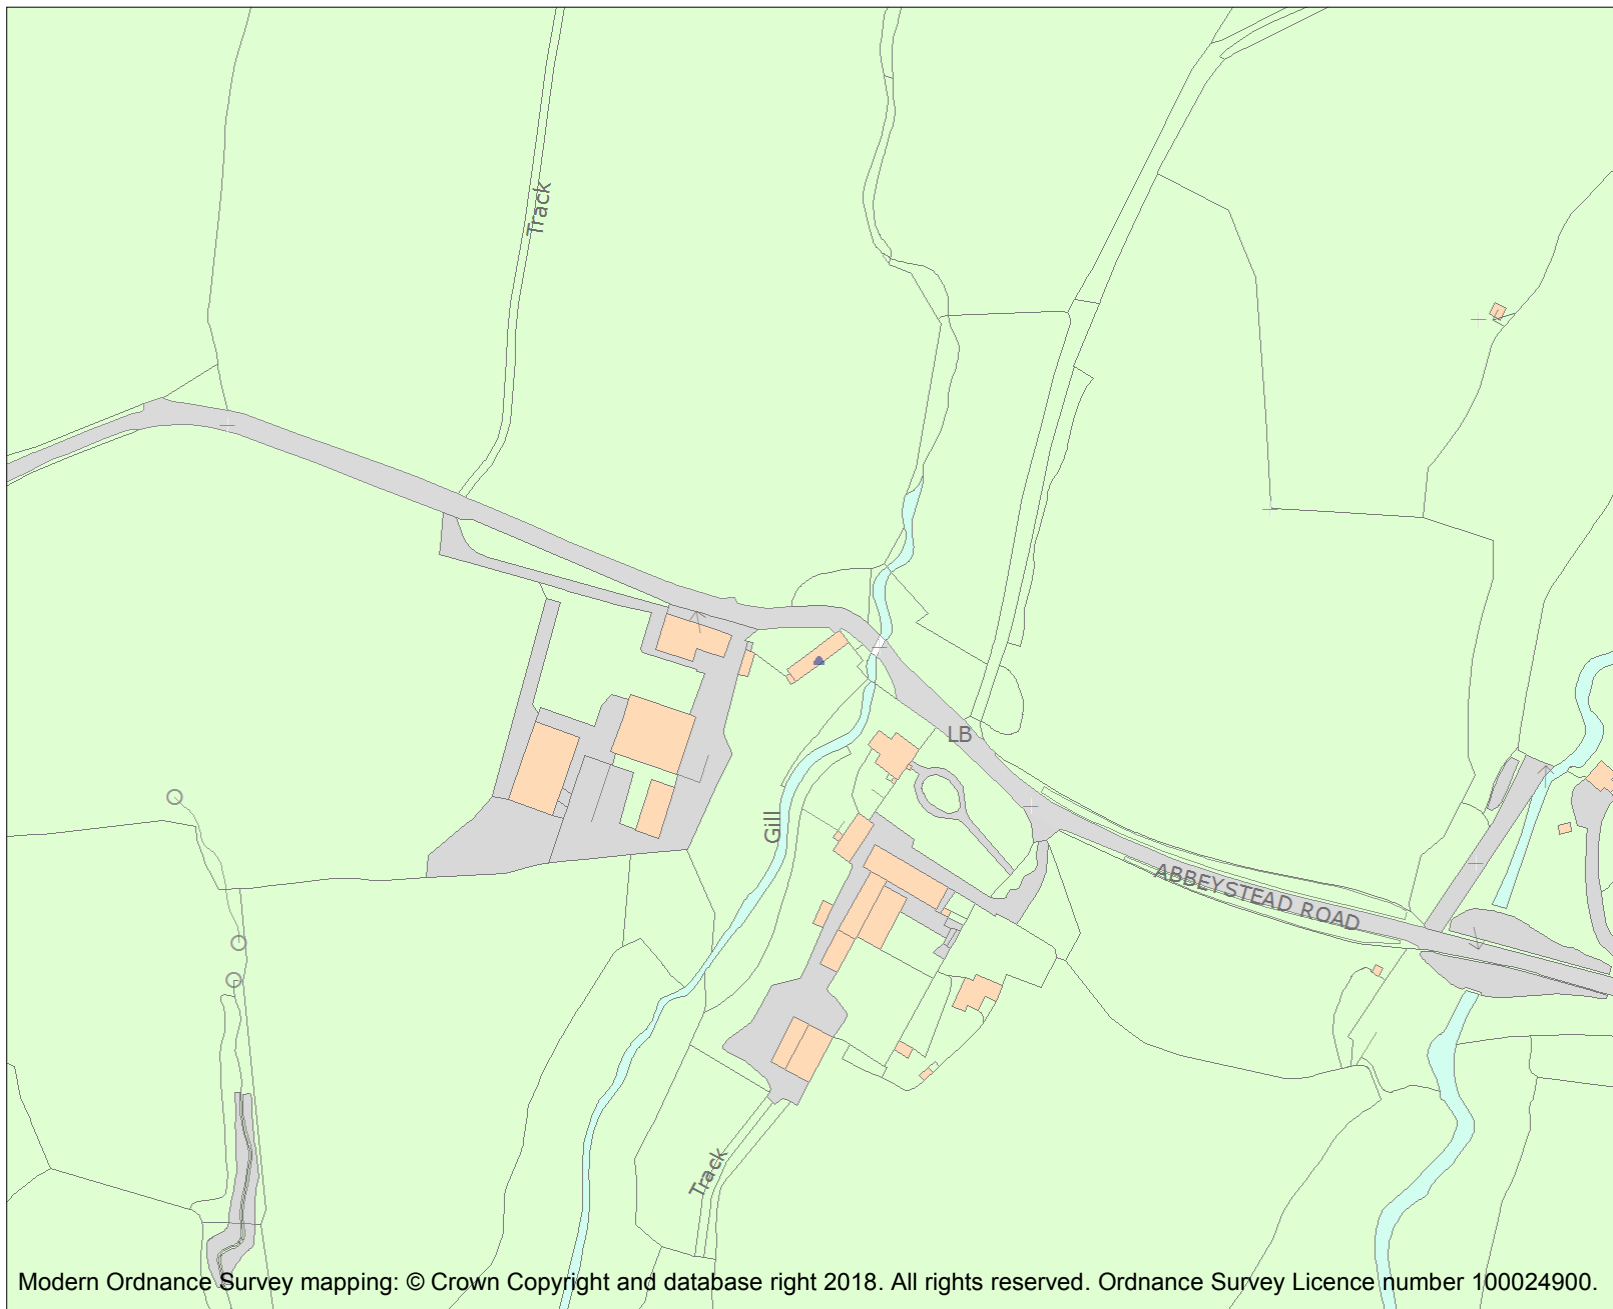 Track
LB
Gill
ABBEYSTEAD ROAD
Track
Modern Ordnance Survey mapping: © Crown Copyright and database right 2018. All rights reserved. Ordnance Survey Licence number 100024900.